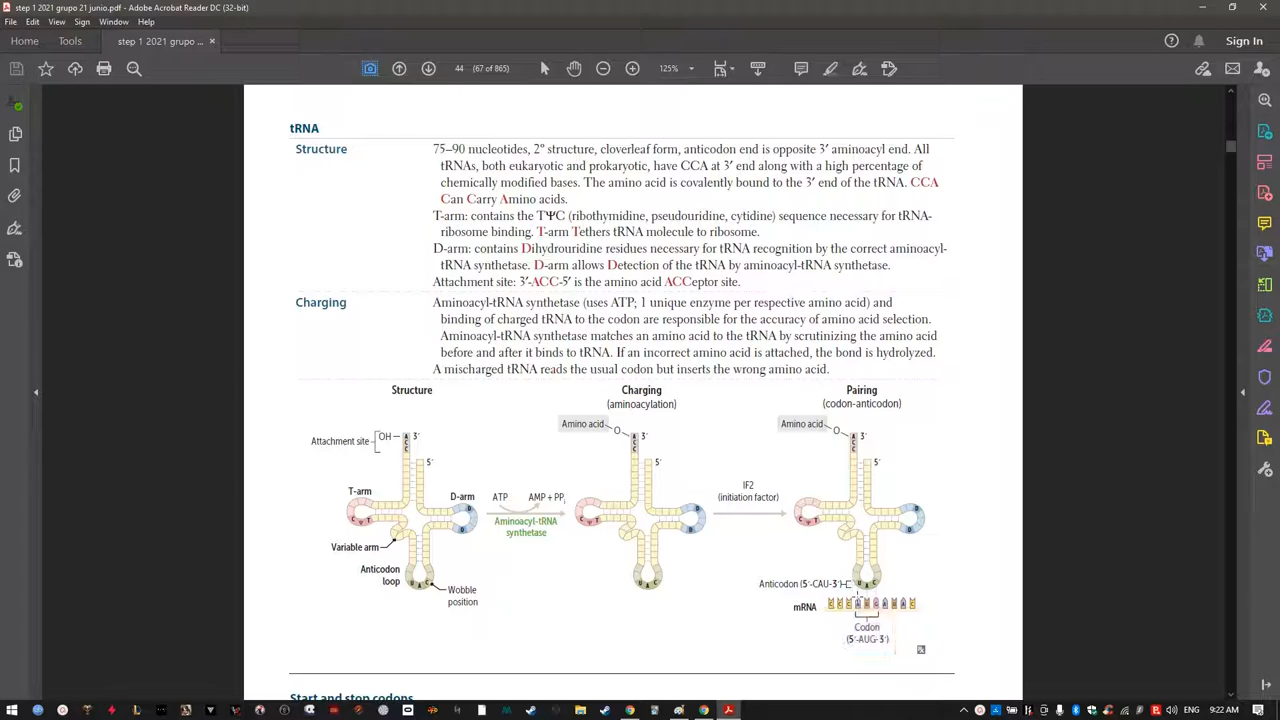 step 1 2021 grupo 21 junio.pdf - Adobe Acrobat Reader DC (32-bit)
File Edit View Sign Window Help
Home Tools step 1 2021 grupo ... × Sign In
44 (67 of 865) 125%
tRNA
Structure
75–90 nucleotides, 2º structure, cloverleaf form, anticodon end is opposite 3′ aminoacyl end. All
tRNAs, both eukaryotic and prokaryotic, have CCA at 3′ end along with a high percentage of
chemically modified bases. The amino acid is covalently bound to the 3′ end of the tRNA. CCA
Can Carry Amino acids.
T-arm: contains the TΨC (ribothymidine, pseudouridine, cytidine) sequence necessary for tRNA-
ribosome binding. T-arm Tethers tRNA molecule to ribosome.
D-arm: contains Dihydrouridine residues necessary for tRNA recognition by the correct aminoacyl-
tRNA synthetase. D-arm allows Detection of the tRNA by aminoacyl-tRNA synthetase.
Attachment site: 3′-ACC-5′ is the amino acid ACCeptor site.
Charging
Aminoacyl-tRNA synthetase (uses ATP; 1 unique enzyme per respective amino acid) and
binding of charged tRNA to the codon are responsible for the accuracy of amino acid selection.
Aminoacyl-tRNA synthetase matches an amino acid to the tRNA by scrutinizing the amino acid
before and after it binds to tRNA. If an incorrect amino acid is attached, the bond is hydrolyzed.
A mischarged tRNA reads the usual codon but inserts the wrong amino acid.
Structure
Attachment site
OH
A
C
C
3′
5′
T-arm
D-arm
C Ψ T
D
D
Variable arm
Anticodon
loop
U A C
Wobble
position
ATP AMP + PPi
Aminoacyl-tRNA
synthetase
Charging
(aminoacylation)
Amino acid
O
A
C
C
3′
5′
C Ψ T
D
D
U A C
IF2
(initiation factor)
Pairing
(codon-anticodon)
Amino acid
O
A
C
C
3′
5′
C Ψ T
D
D
Anticodon (5′-CAU-3′)
U A C
mRNA
C C C A U G A U A C
Codon
(5′-AUG-3′)
Start and stop codons
ENG 9:22 AM